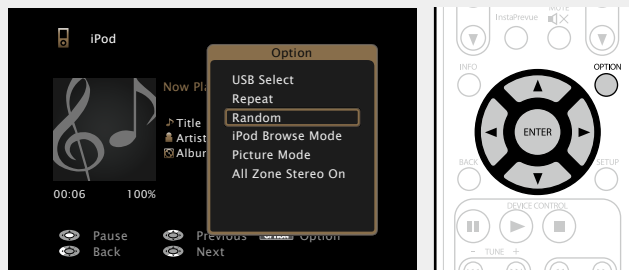 iPod
Option
USB Select
Repeat
Random
iPod Browse Mode
Picture Mode
All Zone Stereo On
Now Pl
Title
Artist
Albu
00:06 100%
Pause Previous Option
Back Next
InstaPrevue MUTE
INFO OPTION
ENTER
BACK SETUP
DEVICE CONTROL
- TUNE +